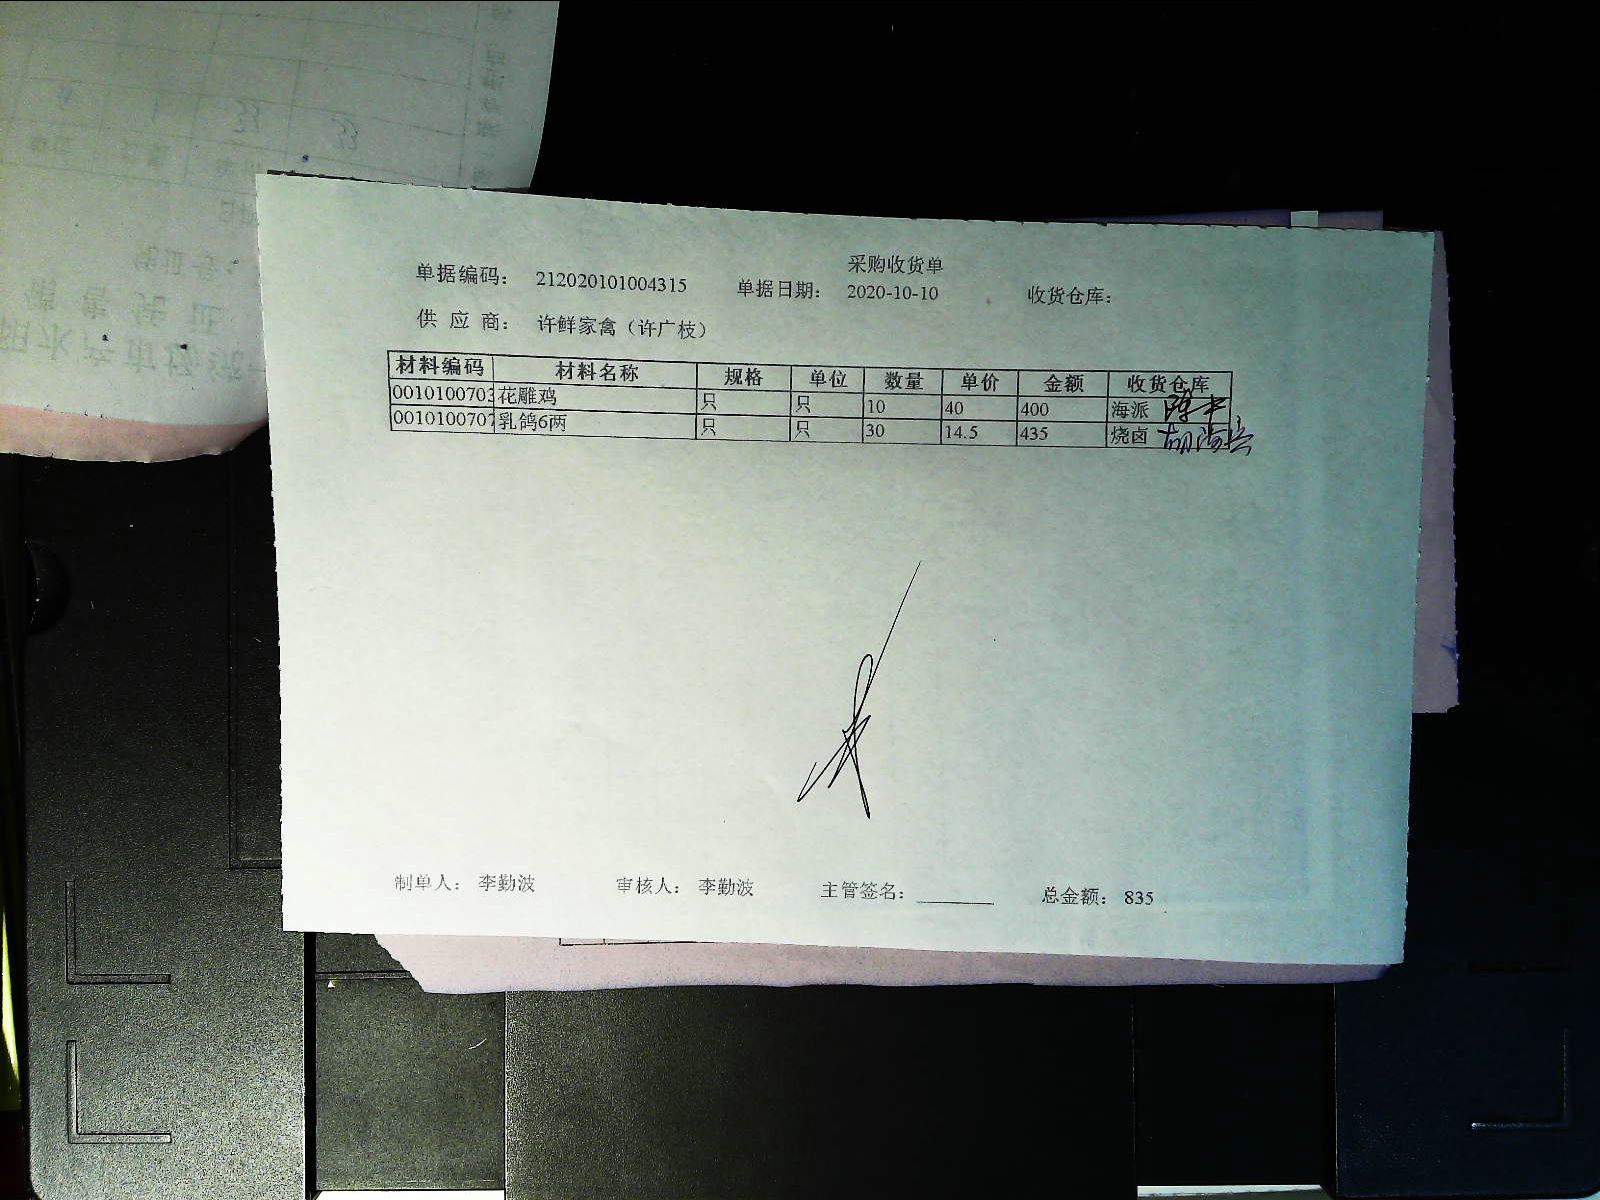 采购收货单
单据编码： 212020101004315 单据日期： 2020-10-10 收货仓库：
供 应 商： 许鲜家禽（许广枝）
材料编码 材料名称 规格 单位 数量 单价 金额 收货仓库
0010100703 花雕鸡 只 只 10 40 400 海派
0010100707 乳鸽6两 只 只 30 14.5 435 烧卤
制单人： 李勤波 审核人： 李勤波 主管签名： 总金额： 835